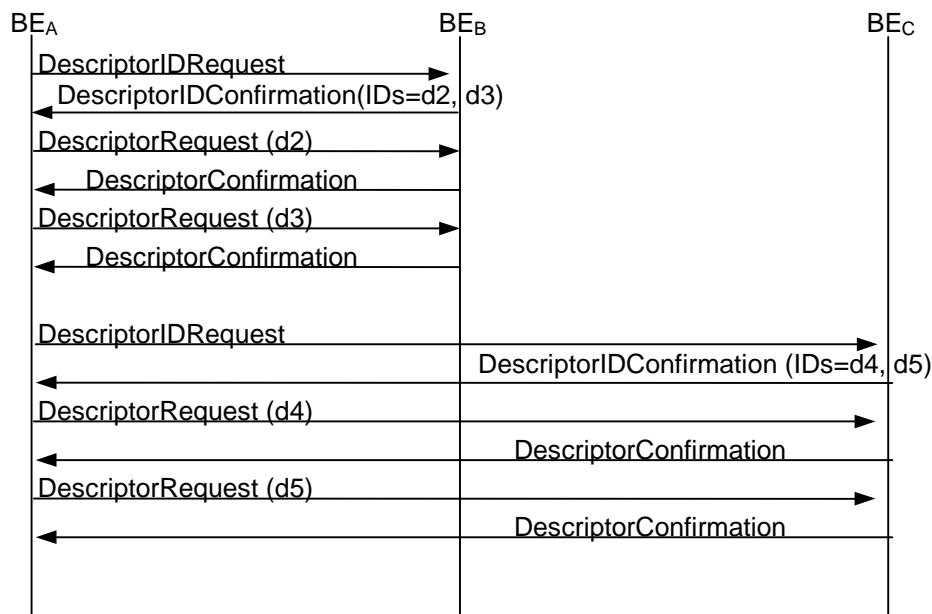 BEA BEB BEC
DescriptorIDRequest
DescriptorIDConfirmation(IDs=d2, d3)
DescriptorRequest (d2)
DescriptorConfirmation
DescriptorRequest (d3)
DescriptorConfirmation
DescriptorIDRequest
DescriptorIDConfirmation (IDs=d4, d5)
DescriptorRequest (d4)
DescriptorConfirmation
DescriptorRequest (d5)
DescriptorConfirmation